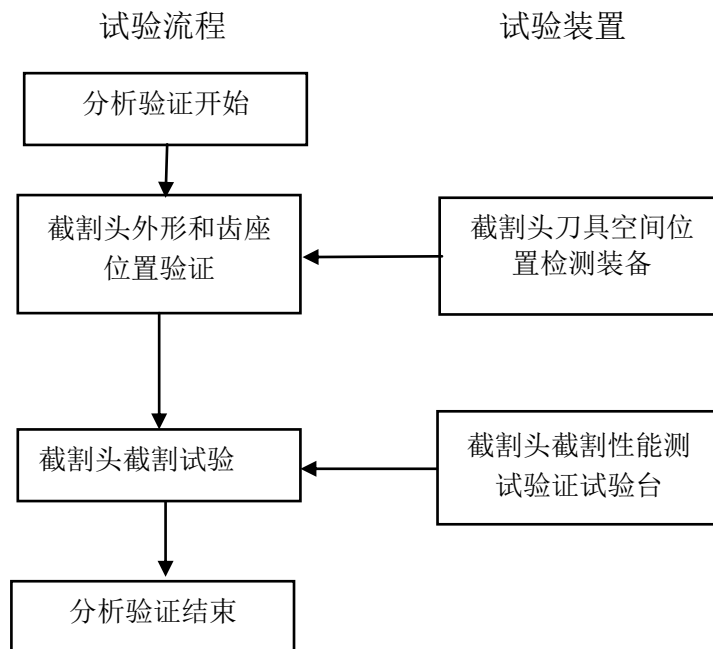 试验流程
试验装置
分析验证开始
截割头外形和齿座
位置验证
截割头刀具空间位
置检测装备
截割头截割试验
截割头截割性能测
试验证试验台
分析验证结束